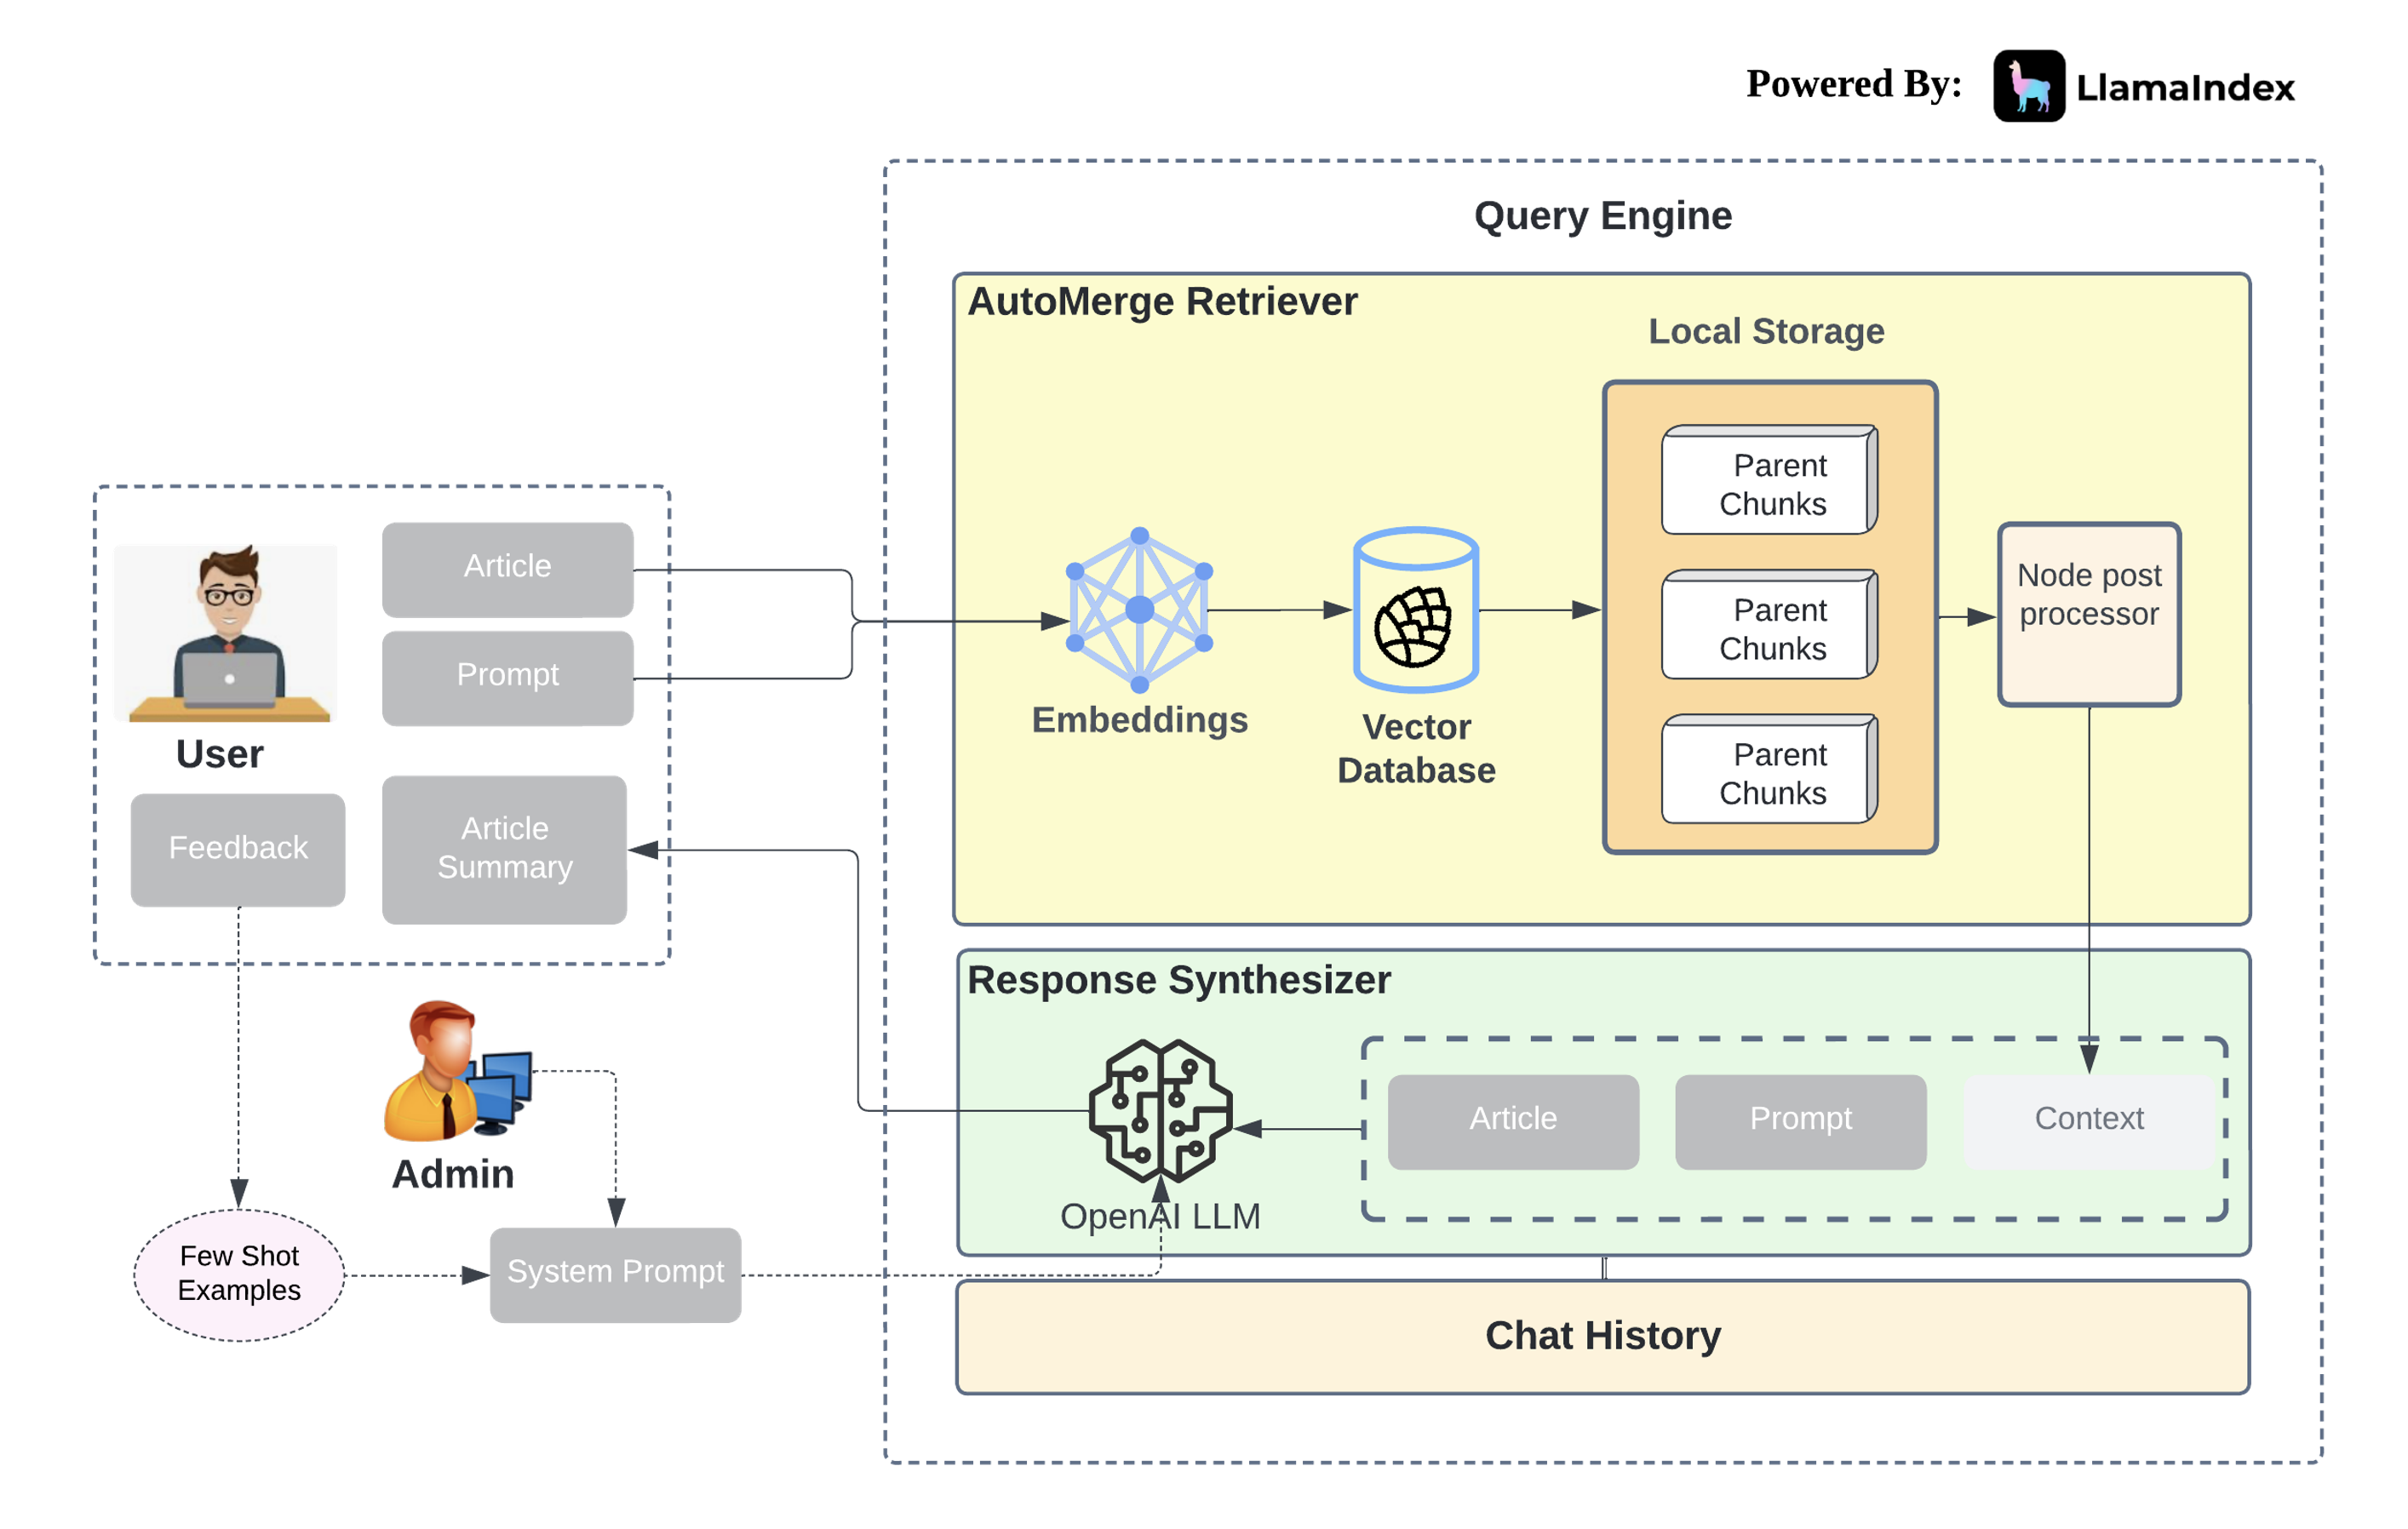 Powered By:
LlamaIndex
Query Engine
AutoMerge Retriever
Local Storage
Parent
Chunks
Parent
Chunks
Parent
Chunks
Node post
processor
Embeddings
Vector
Database
Article
Prompt
User
Feedback
Article
Summary
Response Synthesizer
Article
Prompt
Context
OpenAI LLM
Admin
Few Shot
Examples
System Prompt
Chat History